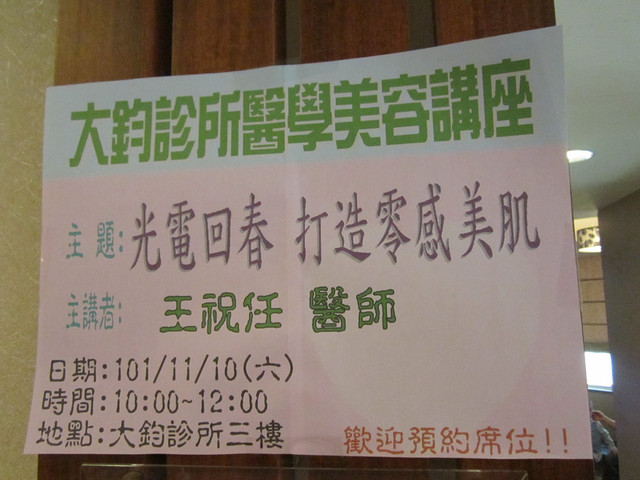 大鈞診所醫學美容講座
主題:光電回春 打造零感美肌
主講者: 王祝任 醫師
日期:101/11/10(六)
時間:10:00~12:00
地點:大鈞診所三樓
歡迎預約席位!!